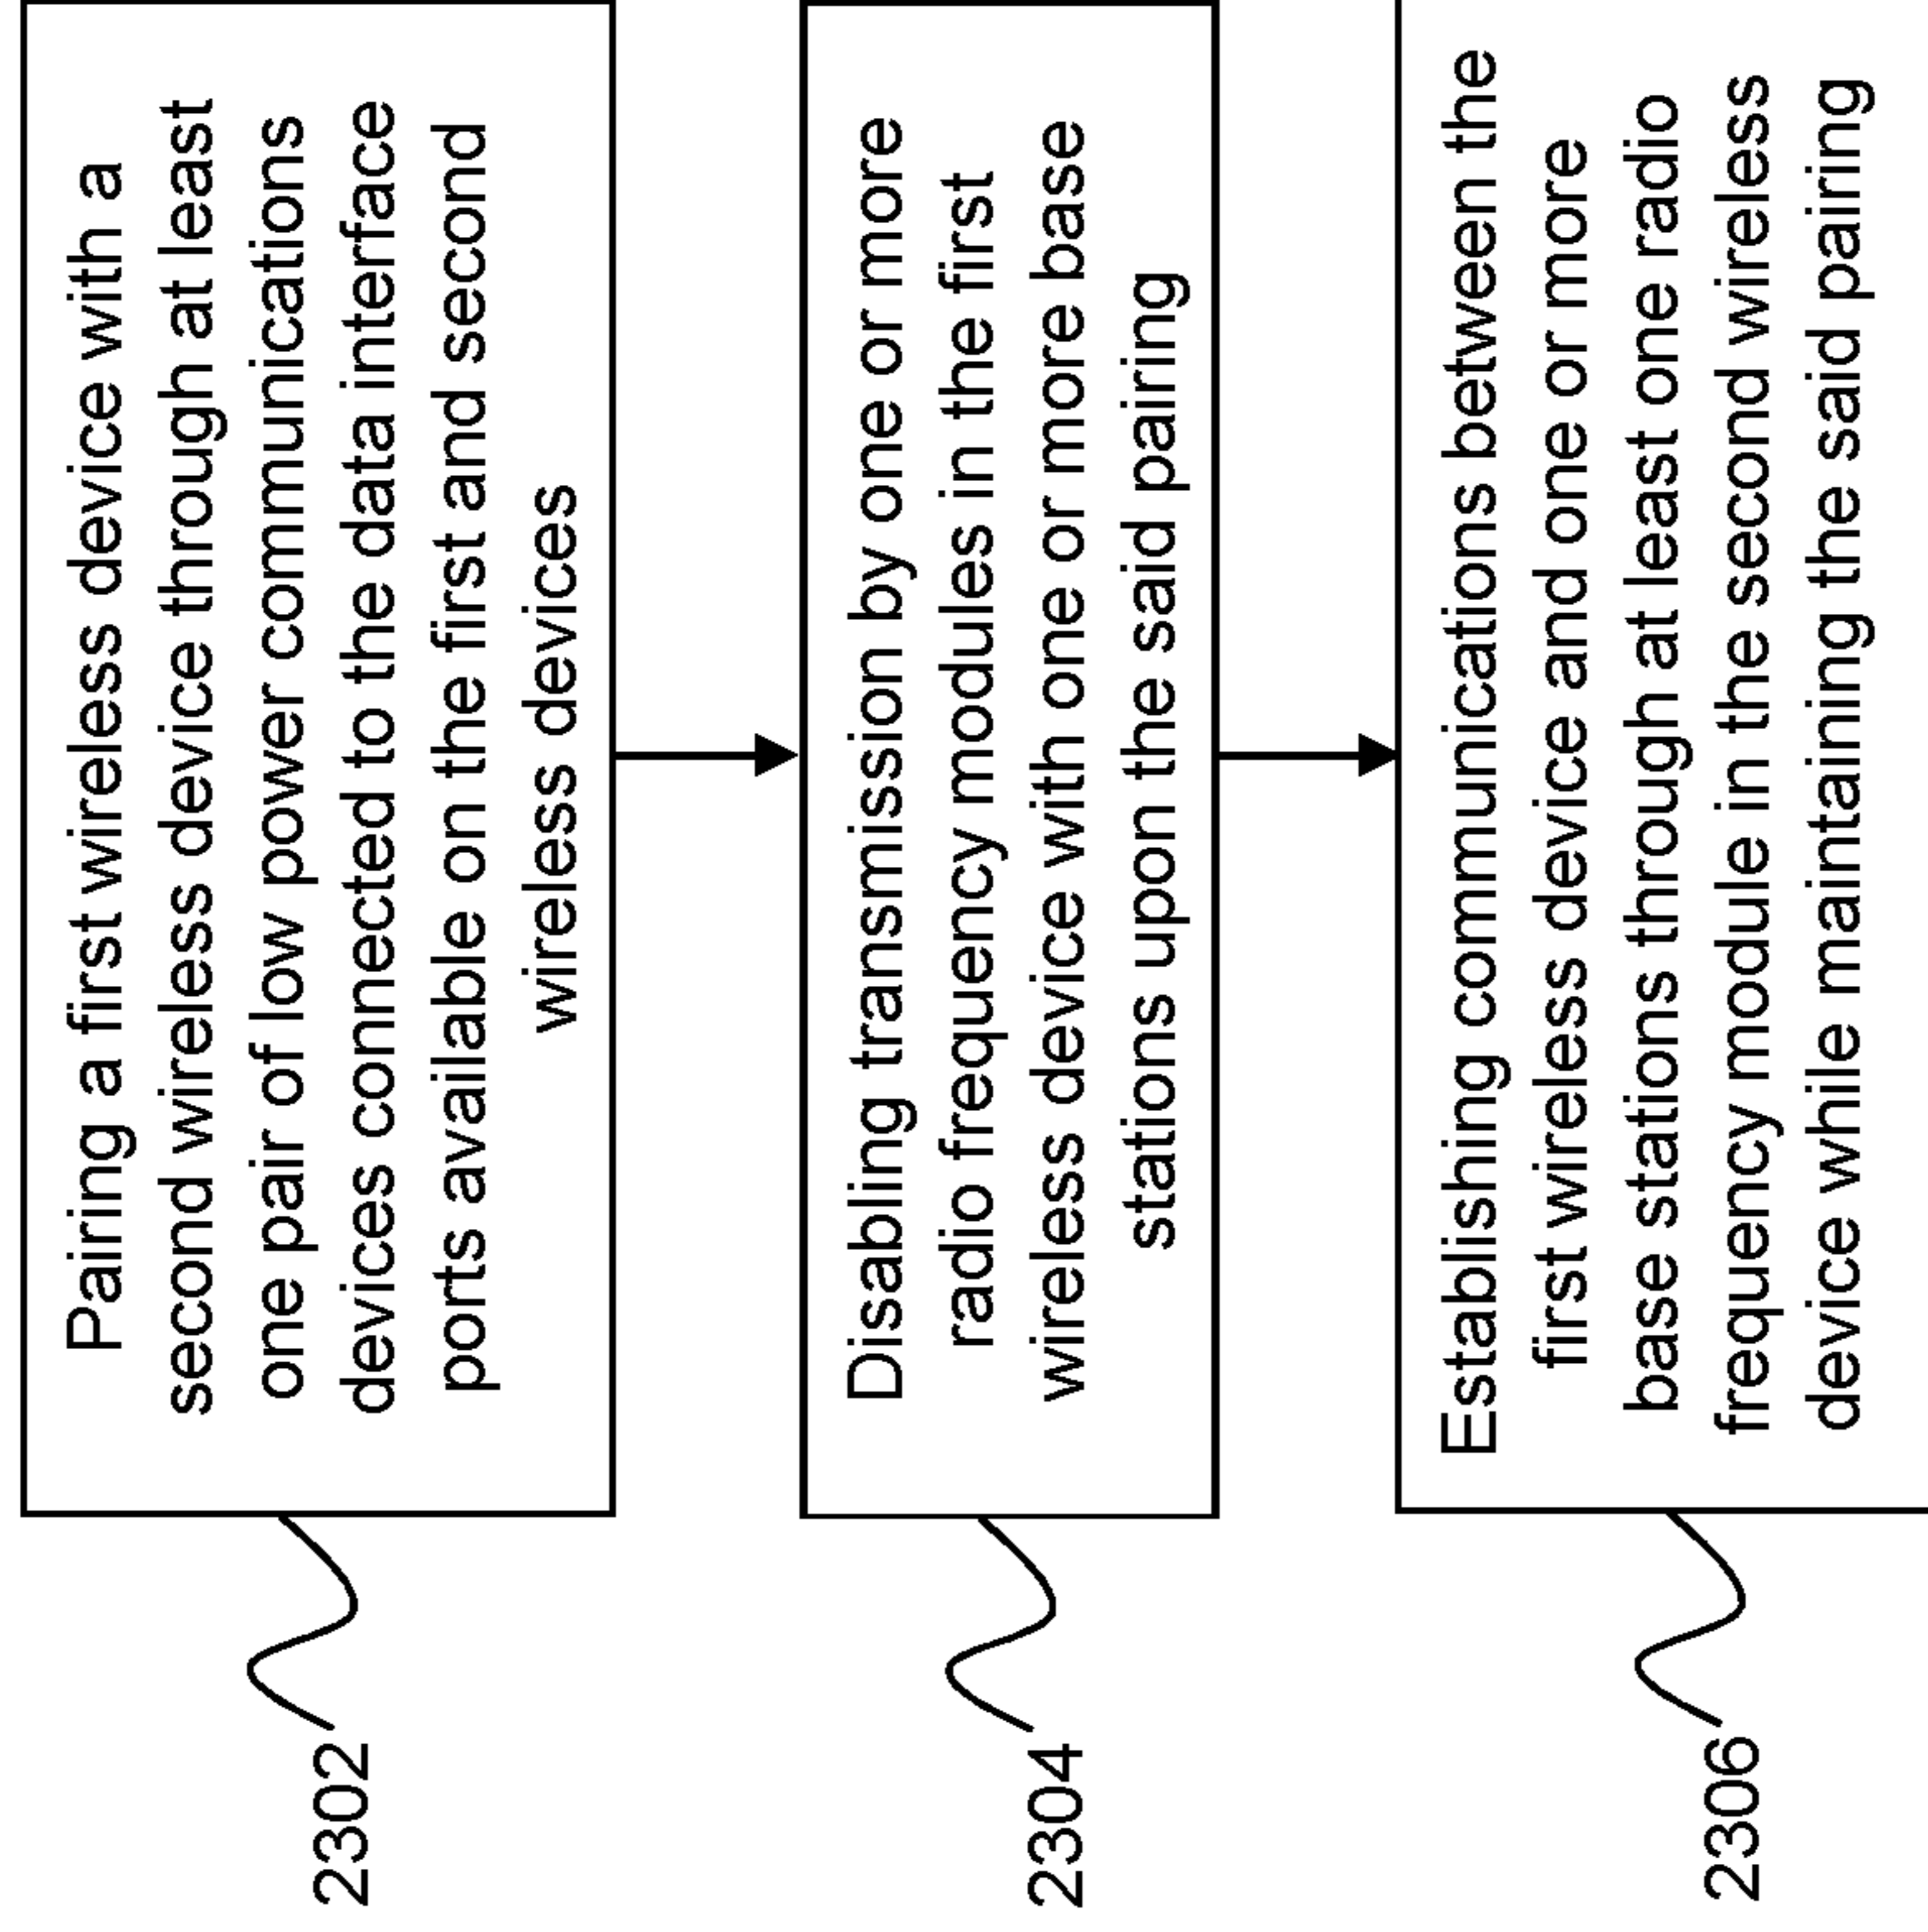 Pairing a first wireless device with a
second wireless device through at least
one pair of low power communications
devices connected to the data interface
ports available on the first and second
wireless devices
2302
Disabling transmission by one or more
radio frequency modules in the first
wireless device with one or more base
stations upon the said pairing
2304
Establishing communications between the
first wireless device and one or more
base stations through at least one radio
frequency module in the second wireless
device while maintaining the said pairing
2306